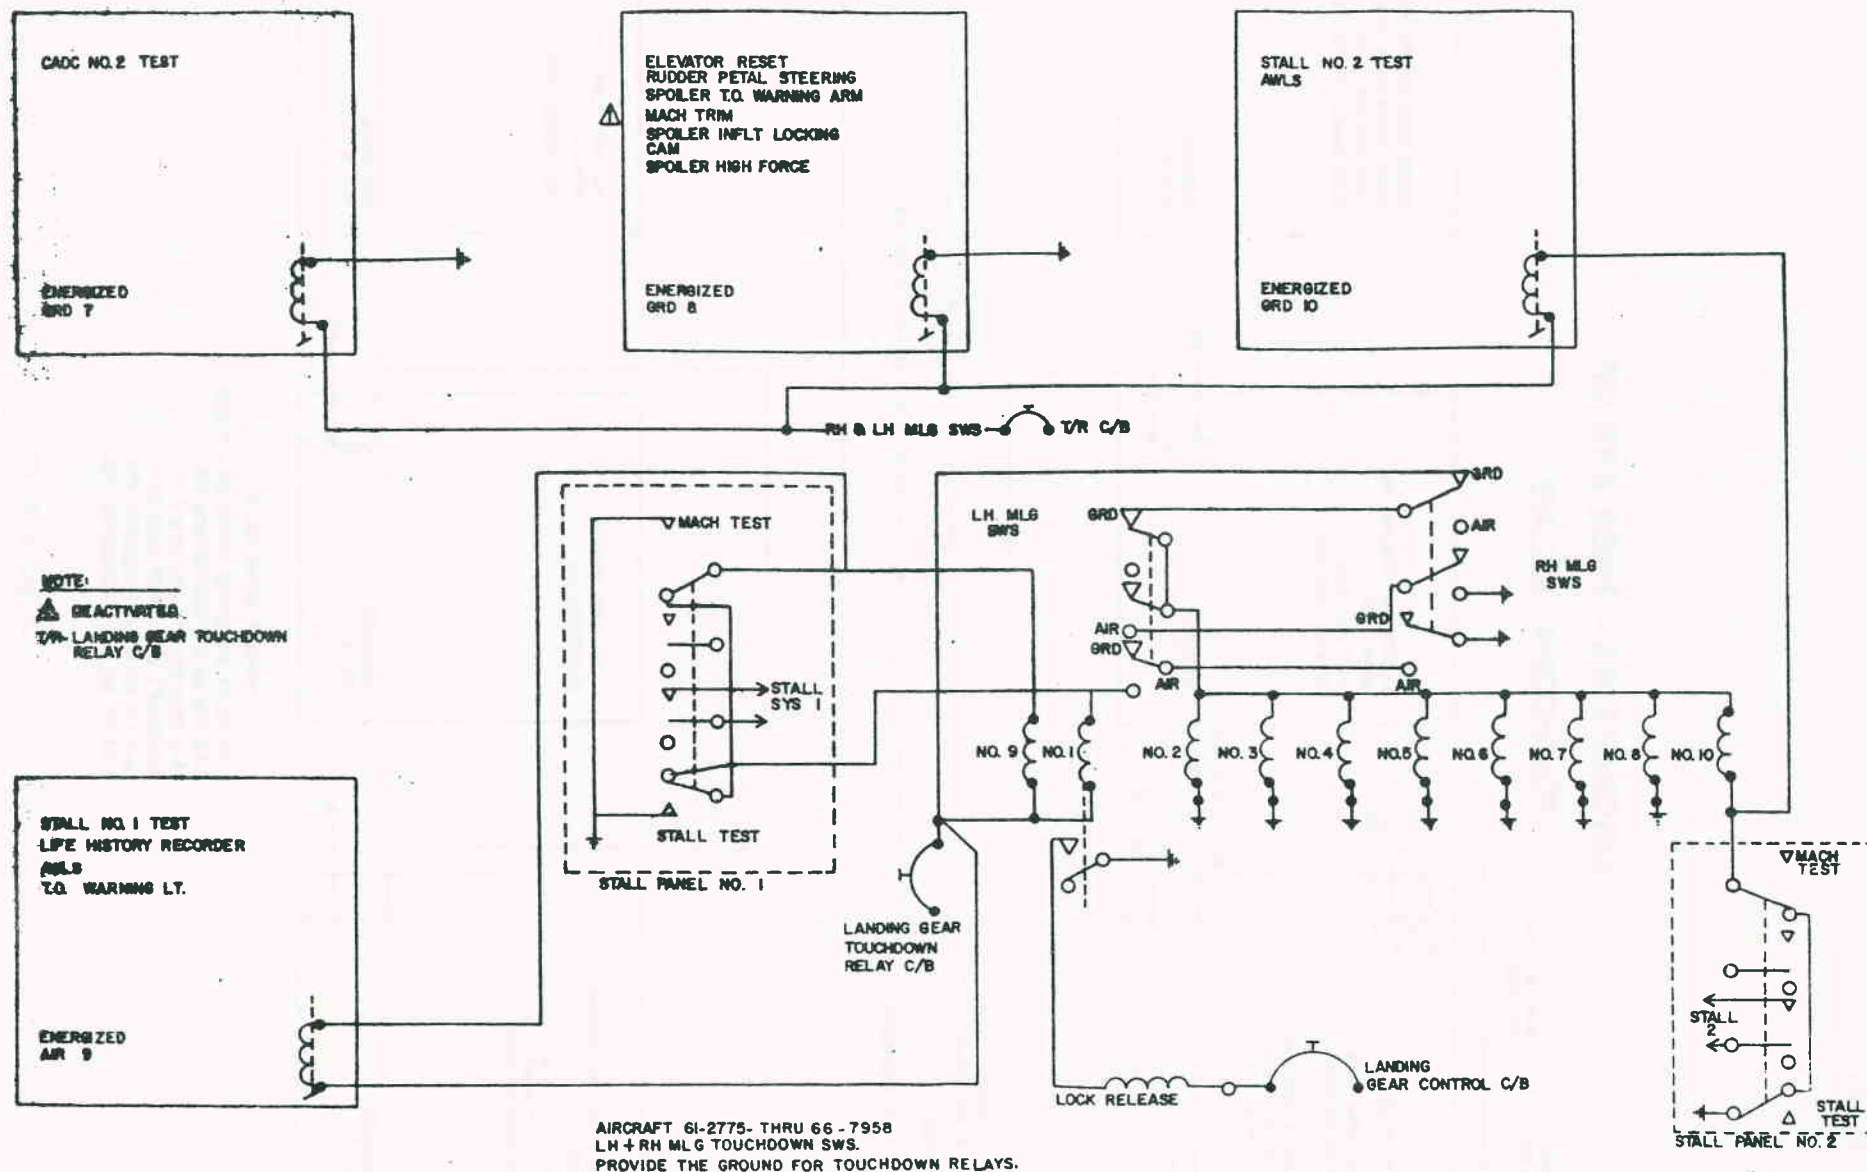 CADC NO. 2 TEST
ENERGIZED
GRD 7
ELEVATOR RESET
RUDDER PETAL STEERING
SPOILER T.O. WARNING ARM
MACH TRIM
SPOILER INFLT LOCKING
CAM
SPOILER HIGH FORCE
ENERGIZED
GRD 8
STALL NO. 2 TEST
AWLS
ENERGIZED
GRD 10
RH & LH MLG SWS
T/R C/B
NOTE:
DEACTIVATED
T/R- LANDING GEAR TOUCHDOWN
RELAY C/B
MACH TEST
STALL
SYS 1
STALL TEST
STALL PANEL NO. 1
LH MLG
SWS
GRD
GRD
AIR
RH MLG
SWS
GRD
AIR
GRD
AIR
AIR
NO. 9
NO. 1
NO. 2
NO. 3
NO. 4
NO. 5
NO. 6
NO. 7
NO. 8
NO. 10
STALL NO. 1 TEST
LIFE HISTORY RECORDER
AWLS
T.O. WARNING LT.
ENERGIZED
AIR 9
LANDING GEAR
TOUCHDOWN
RELAY C/B
LOCK RELEASE
LANDING
GEAR CONTROL C/B
MACH
TEST
STALL
2
STALL
TEST
STALL PANEL NO. 2
AIRCRAFT 61-2775- THRU 66-7958
LH + RH MLG TOUCHDOWN SWS.
PROVIDE THE GROUND FOR TOUCHDOWN RELAYS.